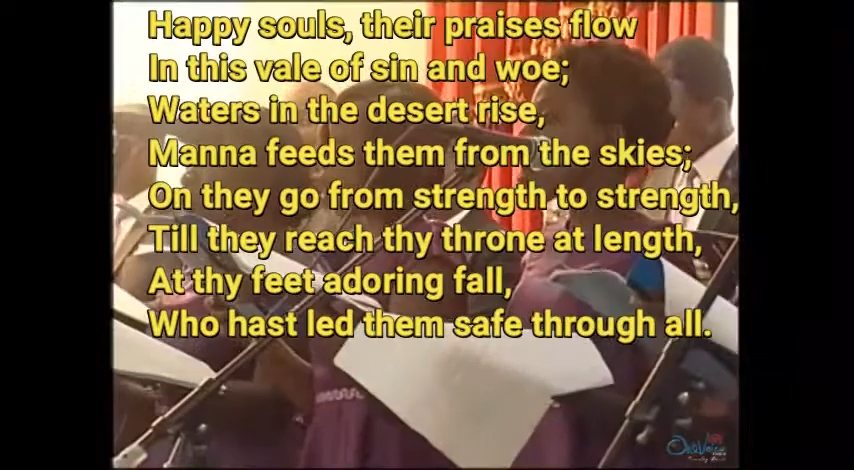 Happy souls, their praises flow
In this vale of sin and woe;
Waters in the desert rise,
Manna feeds them from the skies;
On they go from strength to strength,
Till they reach thy throne at length,
At thy feet adoring fall,
Who hast led them safe through all.